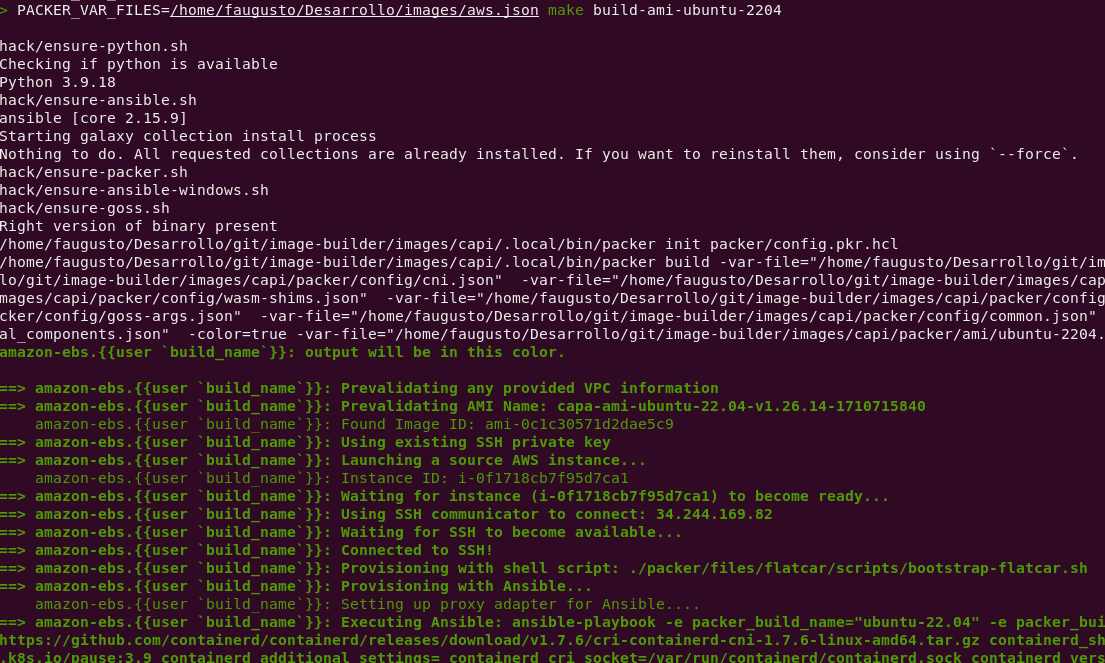 > PACKER_VAR_FILES=/home/faugusto/Desarrollo/images/aws.json make build-ami-ubuntu-2204
hack/ensure-python.sh
Checking if python is available
Python 3.9.18
hack/ensure-ansible.sh
ansible [core 2.15.9]
Starting galaxy collection install process
Nothing to do. All requested collections are already installed. If you want to reinstall them, consider using `--force`.
hack/ensure-packer.sh
hack/ensure-ansible-windows.sh
hack/ensure-goss.sh
Right version of binary present
/home/faugusto/Desarrollo/git/image-builder/images/capi/.local/bin/packer init packer/config.pkr.hcl
/home/faugusto/Desarrollo/git/image-builder/images/capi/.local/bin/packer build -var-file="/home/faugusto/Desarrollo/git/im
lo/git/image-builder/images/capi/packer/config/cni.json"  -var-file="/home/faugusto/Desarrollo/git/image-builder/images/cap
mages/capi/packer/config/wasm-shims.json"  -var-file="/home/faugusto/Desarrollo/git/image-builder/images/capi/packer/config
cker/config/goss-args.json"  -var-file="/home/faugusto/Desarrollo/git/image-builder/images/capi/packer/config/common.json"
al_components.json"  -color=true -var-file="/home/faugusto/Desarrollo/git/image-builder/images/capi/packer/ami/ubuntu-2204.
amazon-ebs.{{user `build_name`}}: output will be in this color.
==> amazon-ebs.{{user `build_name`}}: Prevalidating any provided VPC information
==> amazon-ebs.{{user `build_name`}}: Prevalidating AMI Name: capa-ami-ubuntu-22.04-v1.26.14-1710715840
    amazon-ebs.{{user `build_name`}}: Found Image ID: ami-0c1c30571d2dae5c9
==> amazon-ebs.{{user `build_name`}}: Using existing SSH private key
==> amazon-ebs.{{user `build_name`}}: Launching a source AWS instance...
    amazon-ebs.{{user `build_name`}}: Instance ID: i-0f1718cb7f95d7ca1
==> amazon-ebs.{{user `build_name`}}: Waiting for instance (i-0f1718cb7f95d7ca1) to become ready...
==> amazon-ebs.{{user `build_name`}}: Using SSH communicator to connect: 34.244.169.82
==> amazon-ebs.{{user `build_name`}}: Waiting for SSH to become available...
==> amazon-ebs.{{user `build_name`}}: Connected to SSH!
==> amazon-ebs.{{user `build_name`}}: Provisioning with shell script: ./packer/files/flatcar/scripts/bootstrap-flatcar.sh
==> amazon-ebs.{{user `build_name`}}: Provisioning with Ansible...
    amazon-ebs.{{user `build_name`}}: Setting up proxy adapter for Ansible....
==> amazon-ebs.{{user `build_name`}}: Executing Ansible: ansible-playbook -e packer_build_name="ubuntu-22.04" -e packer_bui
https://github.com/containerd/containerd/releases/download/v1.7.6/cri-containerd-cni-1.7.6-linux-amd64.tar.gz containerd_sh
.k8s.io/pause:3.9 containerd_additional_settings= containerd_cri_socket=/var/run/containerd/containerd.sock containerd_vers